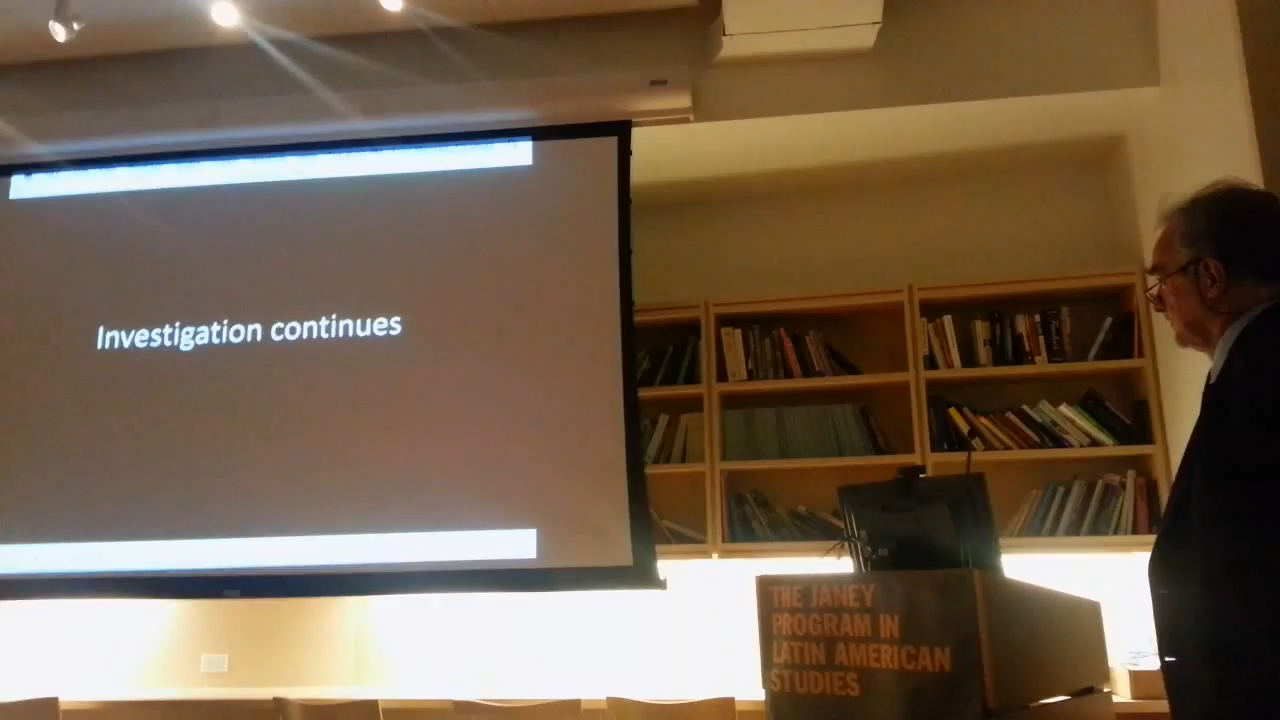 Investigation continues
THE JANEY
PROGRAM IN
LATIN AMERICAN
STUDIES